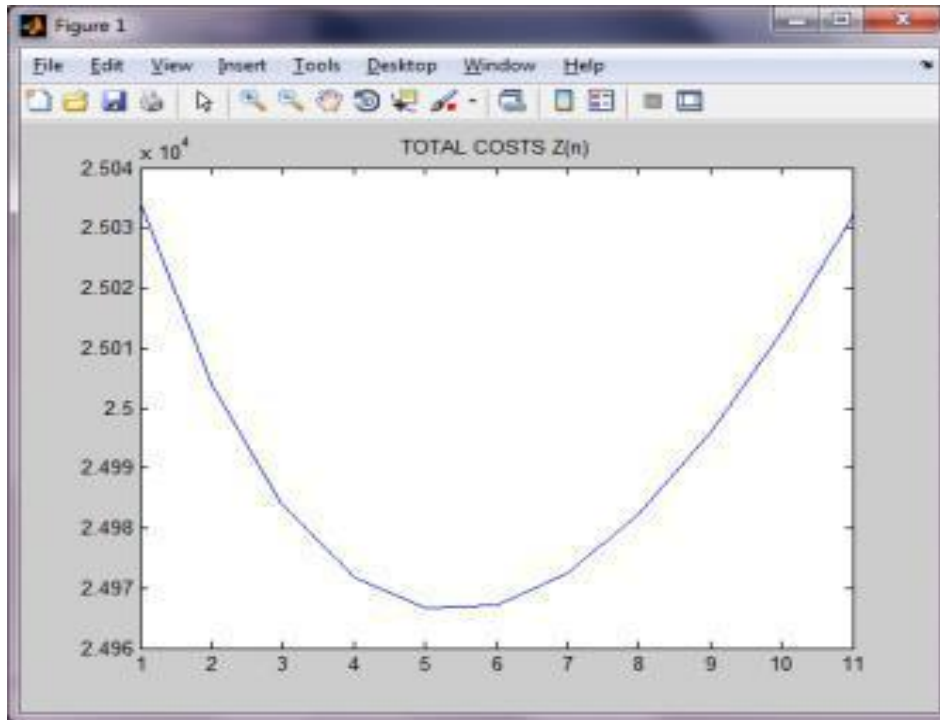 Figure 1
File Edit View Insert Tools Desktop Window Help
TOTAL COSTS Z(n)
x 10^4
2.504
2.503
2.502
2.501
2.5
2.499
2.498
2.497
2.496
1 2 3 4 5 6 7 8 9 10 11